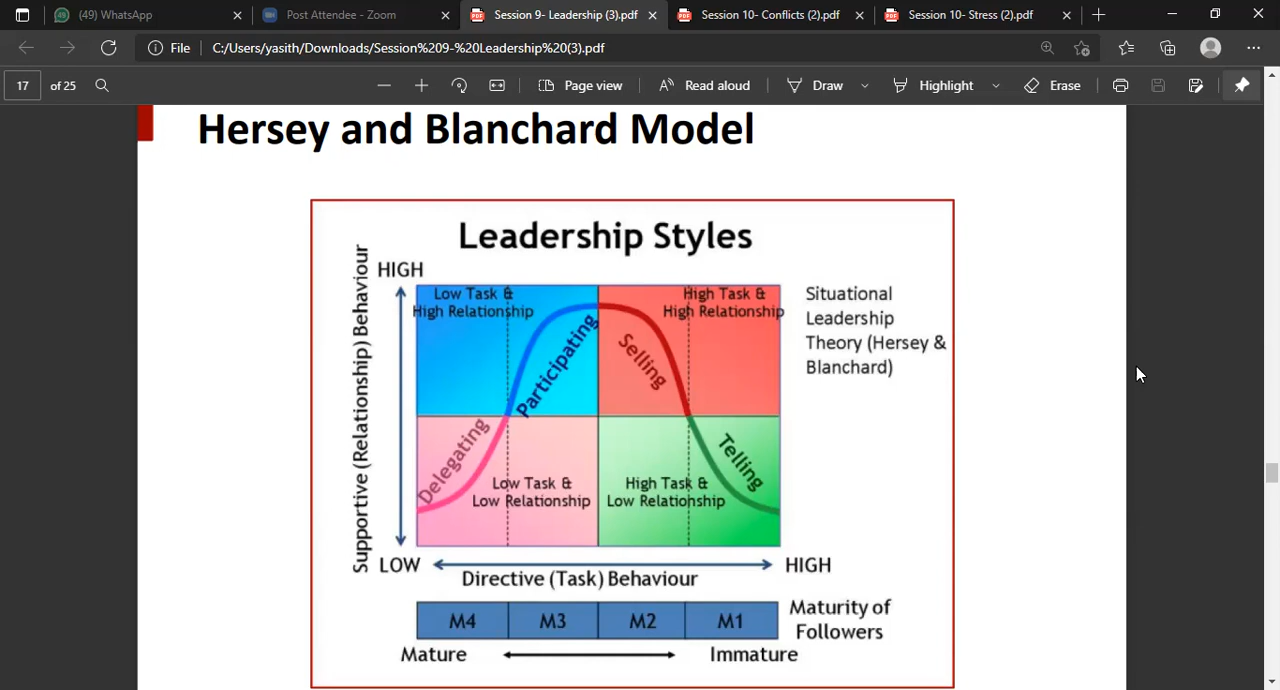 (49) WhatsApp
Post Attendee - Zoom
Session 9- Leadership (3).pdf
Session 10- Conflicts (2).pdf
Session 10- Stress (2).pdf
File
C:/Users/yasith/Downloads/Session%209-%20Leadership%20(3).pdf
17 of 25
Page view
Read aloud
Draw
Highlight
Erase
Hersey and Blanchard Model
Leadership Styles
Supportive (Relationship) Behaviour
HIGH
Low Task &
High Relationship
High Task &
High Relationship
Participating
Selling
Situational
Leadership
Theory (Hersey &
Blanchard)
Delegating
Low Task &
Low Relationship
High Task &
Low Relationship
Telling
LOW
HIGH
Directive (Task) Behaviour
M4 M3 M2 M1
Maturity of
Followers
Mature
Immature